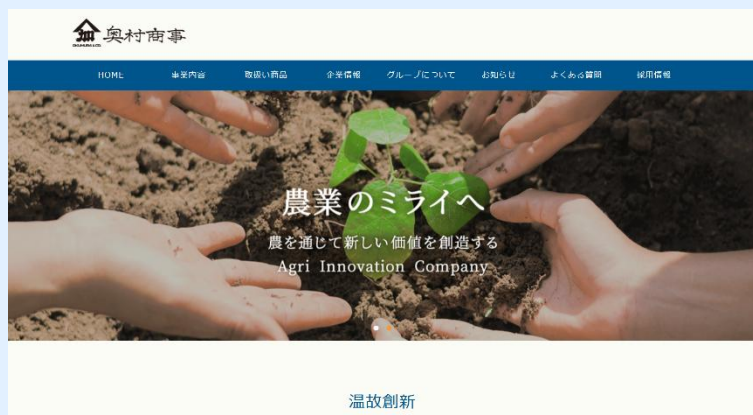 奥村商事
HOME
事業内容
取扱い商品
企業情報
グループについて
お知らせ
よくある質問
採用情報
農業のミライへ
農を通じて新しい価値を創造する
Agri Innovation Company
温故創新